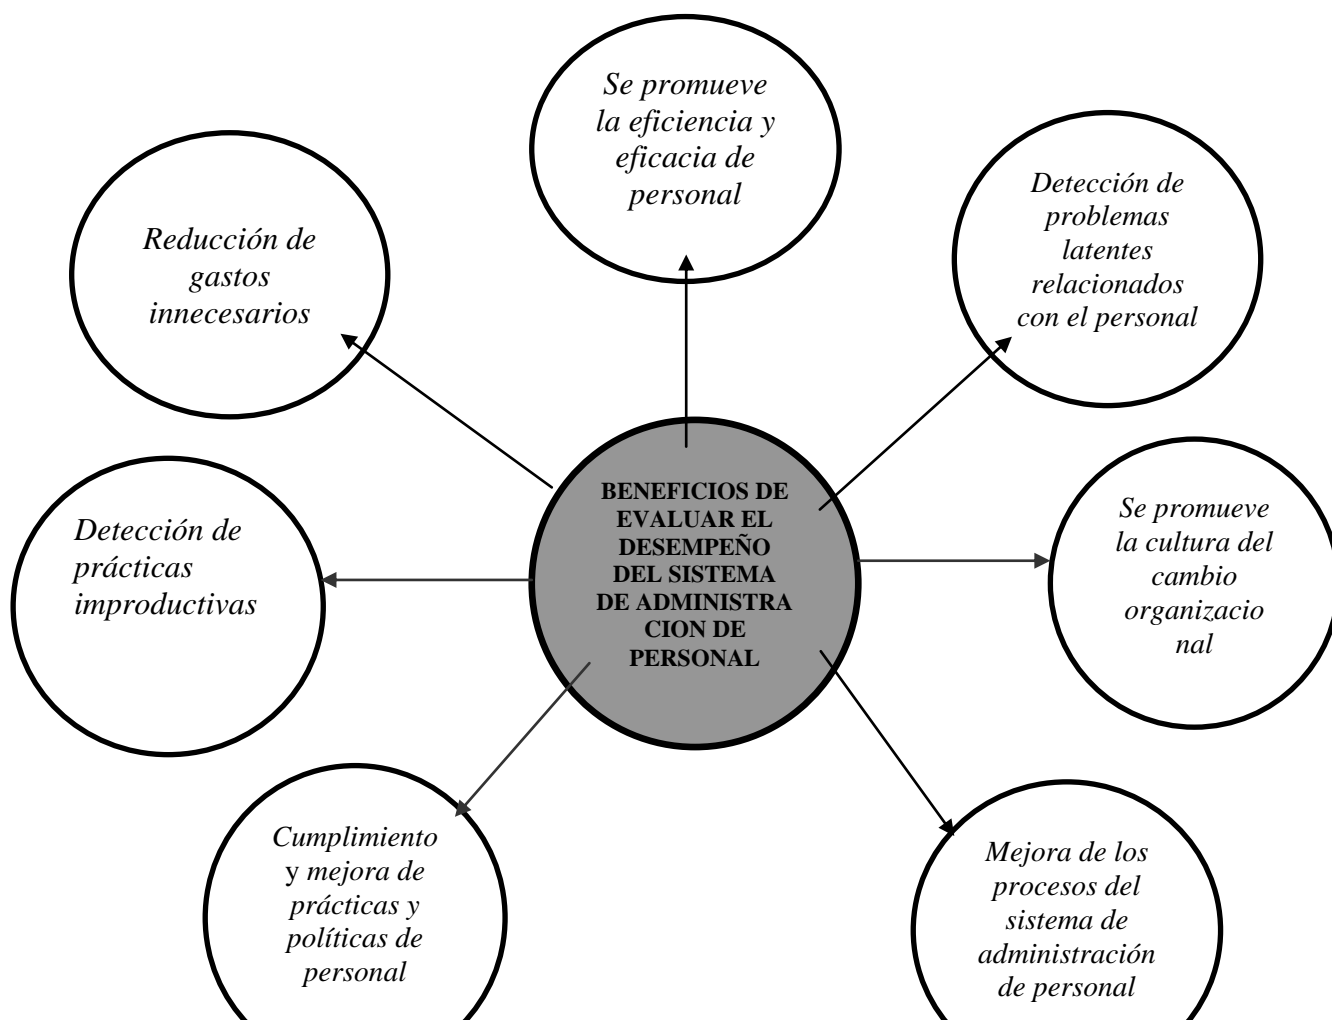 Se promueve
la eficiencia y
eficacia de
personal
Detección de
problemas
latentes
relacionados
con el personal
Reducción de
gastos
innecesarios
BENEFICIOS DE
EVALUAR EL
DESEMPEÑO
DEL SISTEMA
DE ADMINISTRA
CION DE
PERSONAL
Se promueve
la cultura del
cambio
organizacio
nal
Detección de
prácticas
improductivas
Cumplimiento
y mejora de
prácticas y
políticas de
personal
Mejora de los
procesos del
sistema de
administración
de personal